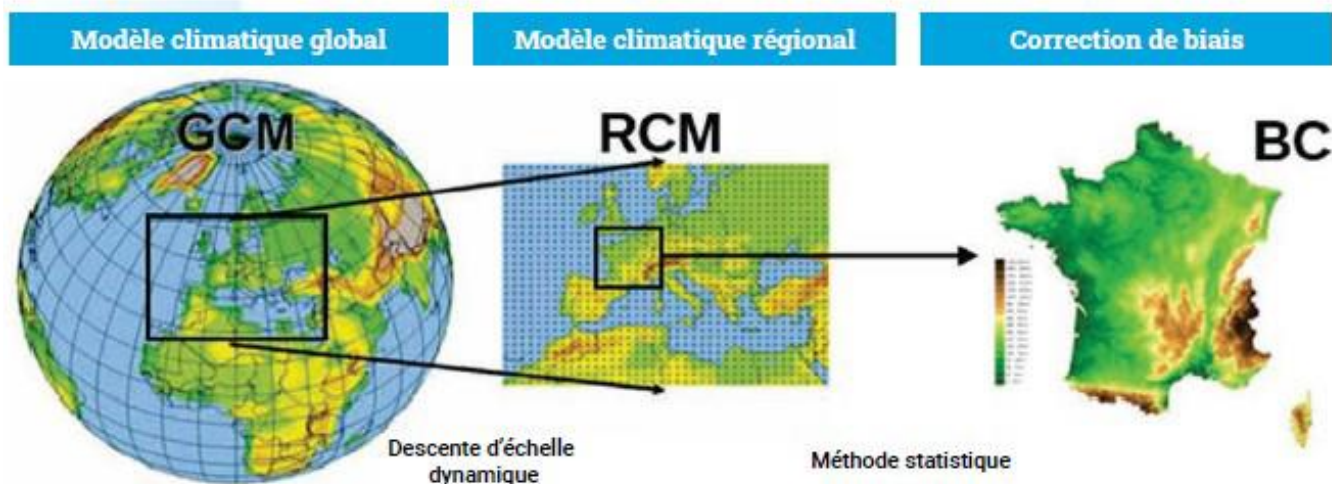 Modèle climatique global
Modèle climatique régional
Correction de biais
GCM
RCM
BC
Descente d'échelle
dynamique
Méthode statistique